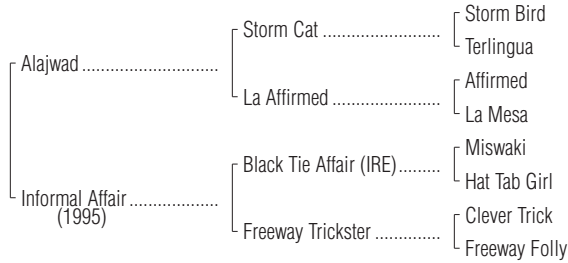 Storm Bird
Storm Cat ..........................
Terlingua
Alajwad ..............................
Affirmed
La Affirmed ........................
La Mesa
Miswaki
Black Tie Affair (IRE).........
Hat Tab Girl
Informal Affair ...................
(1995)
Clever Trick
Freeway Trickster ...............
Freeway Folly